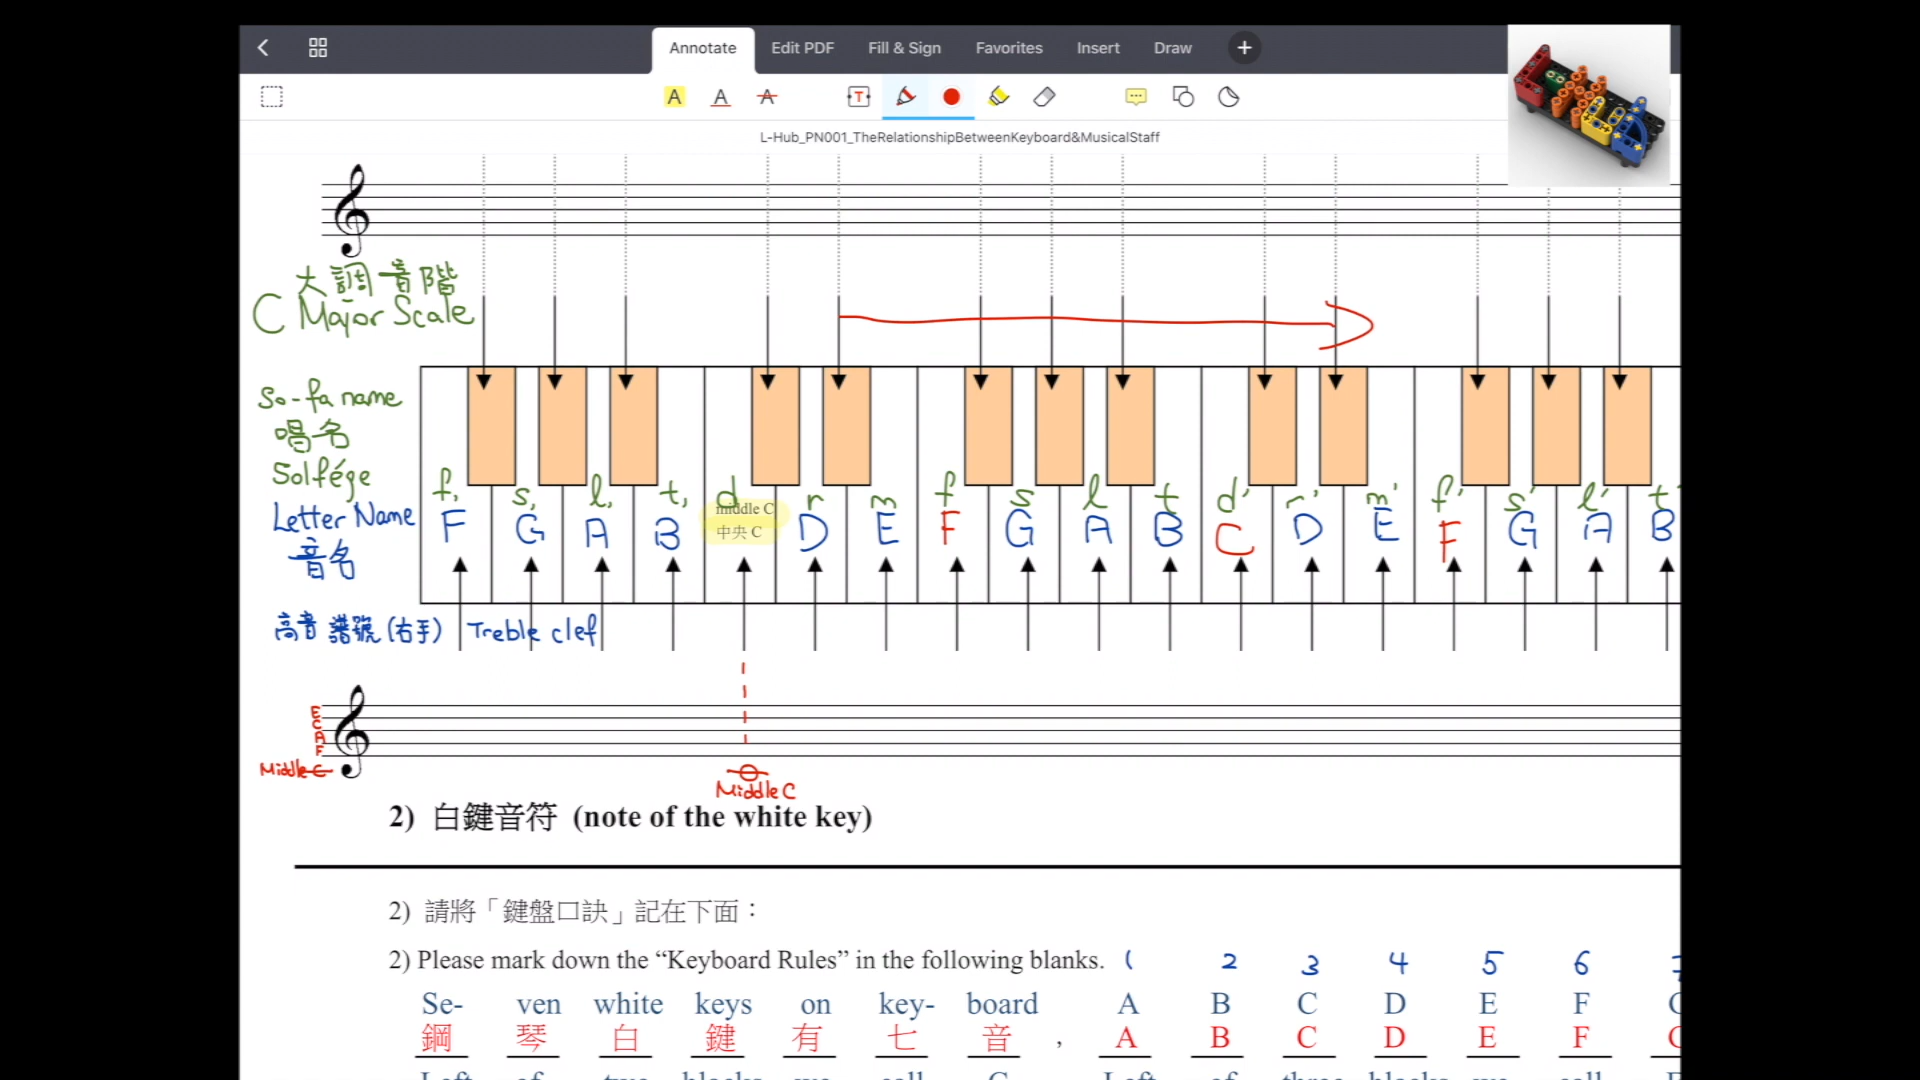 Annotate Edit PDF Fill & Sign Favorites Insert Draw
L-Hub_PN001_TheRelationshipBetweenKeyboard&MusicalStaff
大調音階
C Major Scale
So-fa name
唱名
Solfége
f, s, l, t, d r m f s l t d' r' m' f' s' l' t'
middle C
中央 C
Letter Name
音名
F G A B D E F G A B C D E F G A B
高音譜號(右手) Treble clef
E
C
A
F
Middle C
Middle C
2) 白鍵音符 (note of the white key)
2) 請將「鍵盤口訣」記在下面：
2) Please mark down the “Keyboard Rules” in the following blanks. 1 2 3 4 5 6
Se- ven white keys on key- board A B C D E F
鋼 琴 白 鍵 有 七 音 , A B C D E F